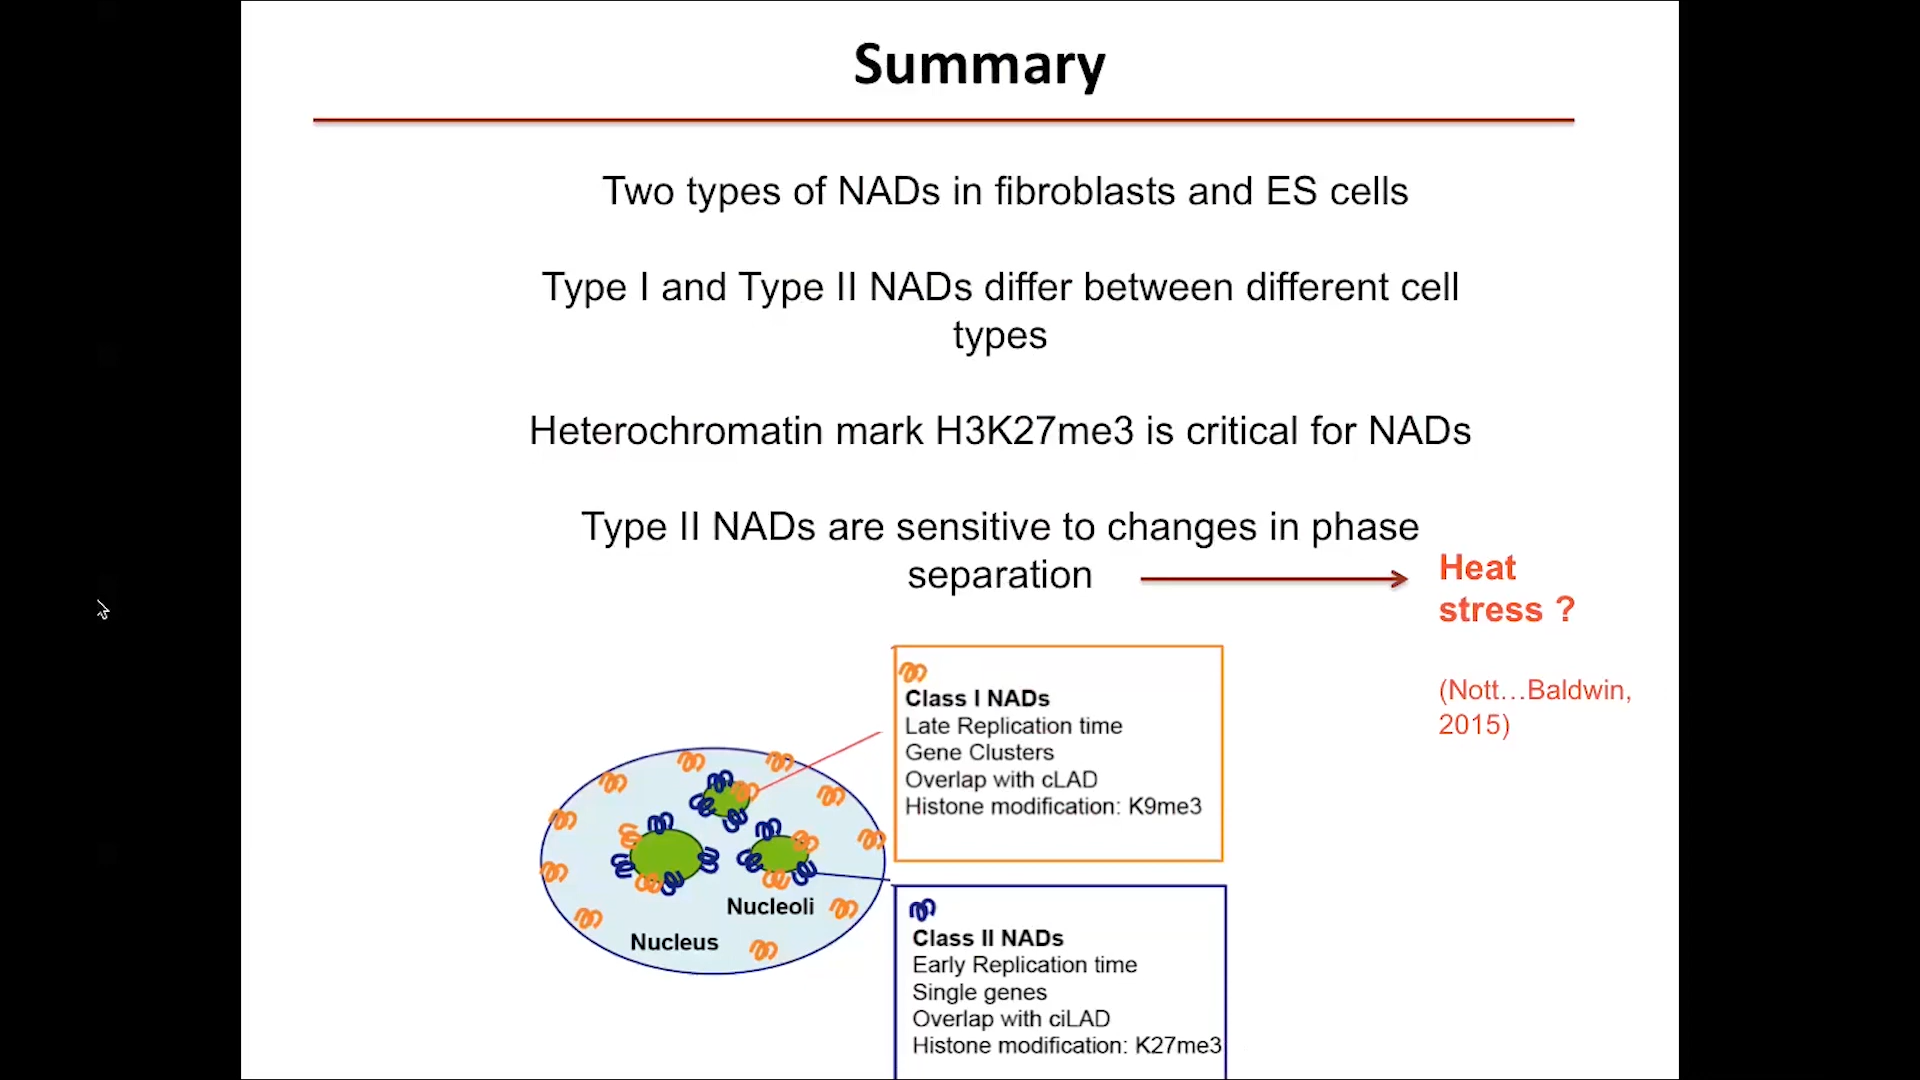 Summary
Two types of NADs in fibroblasts and ES cells
Type I and Type II NADs differ between different cell
types
Heterochromatin mark H3K27me3 is critical for NADs
Type II NADs are sensitive to changes in phase
separation
Heat
stress ?
(Nott…Baldwin,
2015)
Class I NADs
Late Replication time
Gene Clusters
Overlap with cLAD
Histone modification: K9me3
Nucleoli
Nucleus
Class II NADs
Early Replication time
Single genes
Overlap with ciLAD
Histone modification: K27me3